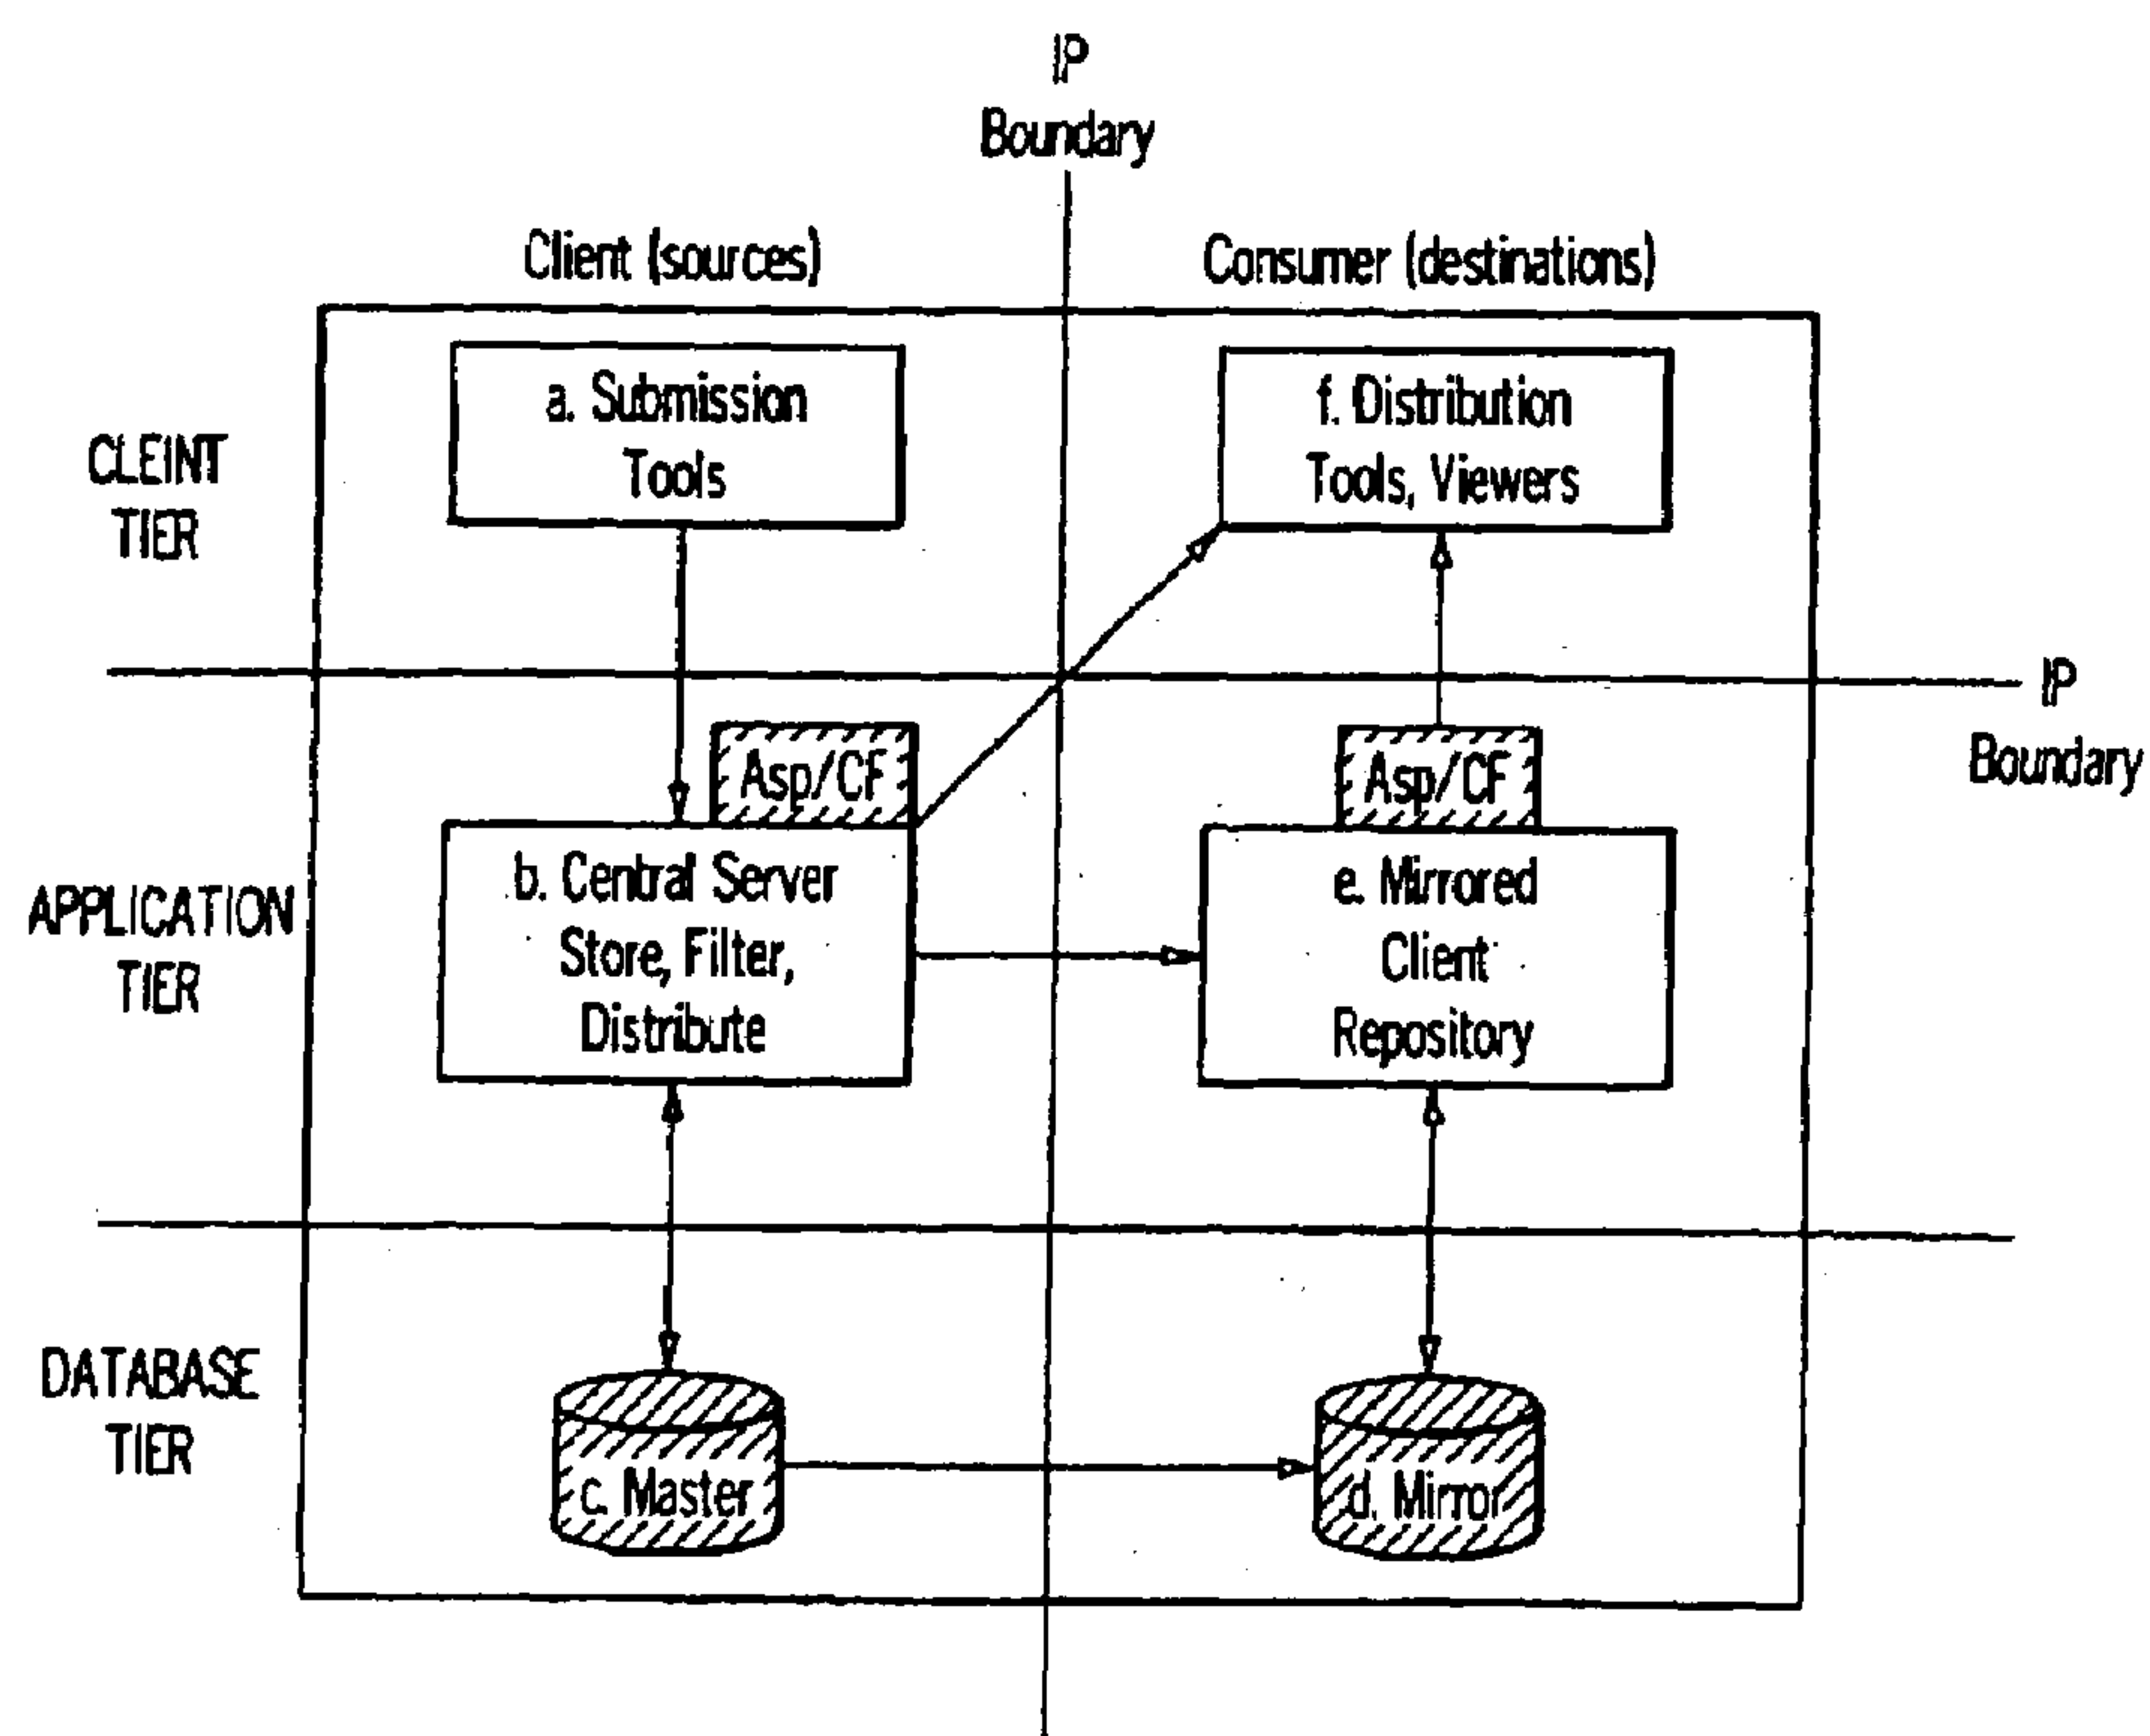 IP
Boundary
Client (sources)
Consumer (destinations)
a. Submission
Tools
f. Distribution
Tools, Viewers
CLEINT
TIER
IP
Boundary
Asp/CF
Asp/CF
b. Central Server
Store, Filter,
Distribute
e. Mirrored
Client
Repository
APPLICATION
TIER
DATABASE
TIER
c. Master
d. Mirror